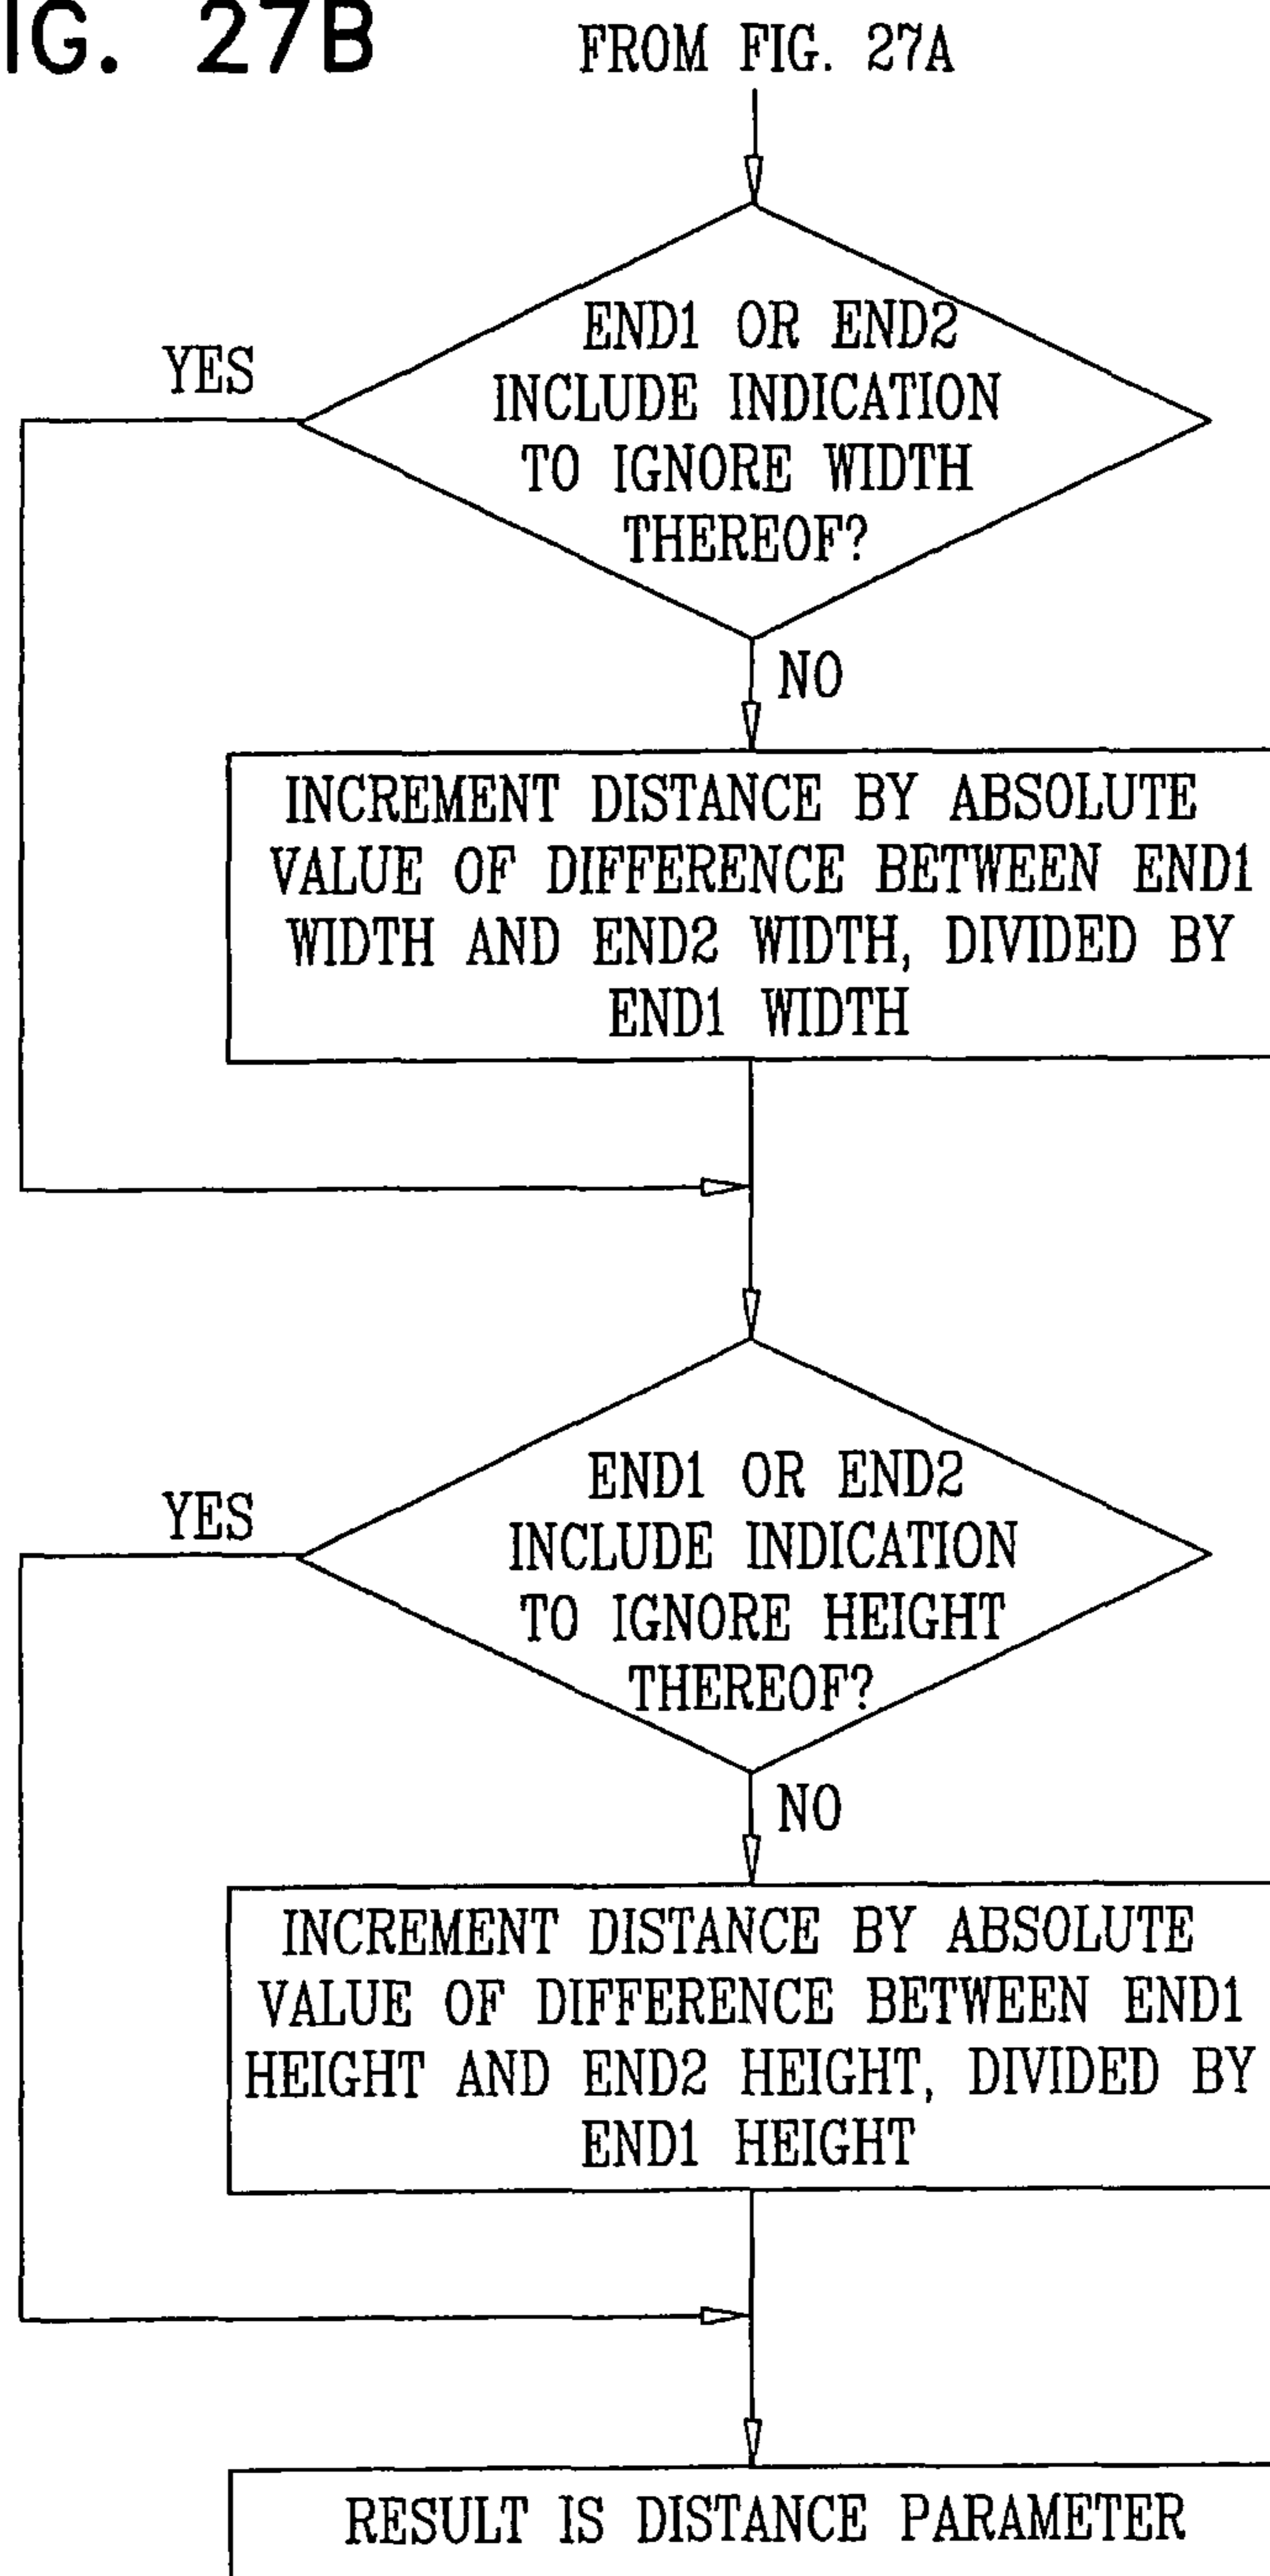 IG. 27B
FROM FIG. 27A
END1 OR END2
INCLUDE INDICATION
TO IGNORE WIDTH
THEREOF?
YES
NO
INCREMENT DISTANCE BY ABSOLUTE
VALUE OF DIFFERENCE BETWEEN END1
WIDTH AND END2 WIDTH, DIVIDED BY
END1 WIDTH
END1 OR END2
INCLUDE INDICATION
TO IGNORE HEIGHT
THEREOF?
YES
NO
INCREMENT DISTANCE BY ABSOLUTE
VALUE OF DIFFERENCE BETWEEN END1
HEIGHT AND END2 HEIGHT, DIVIDED BY
END1 HEIGHT
RESULT IS DISTANCE PARAMETER